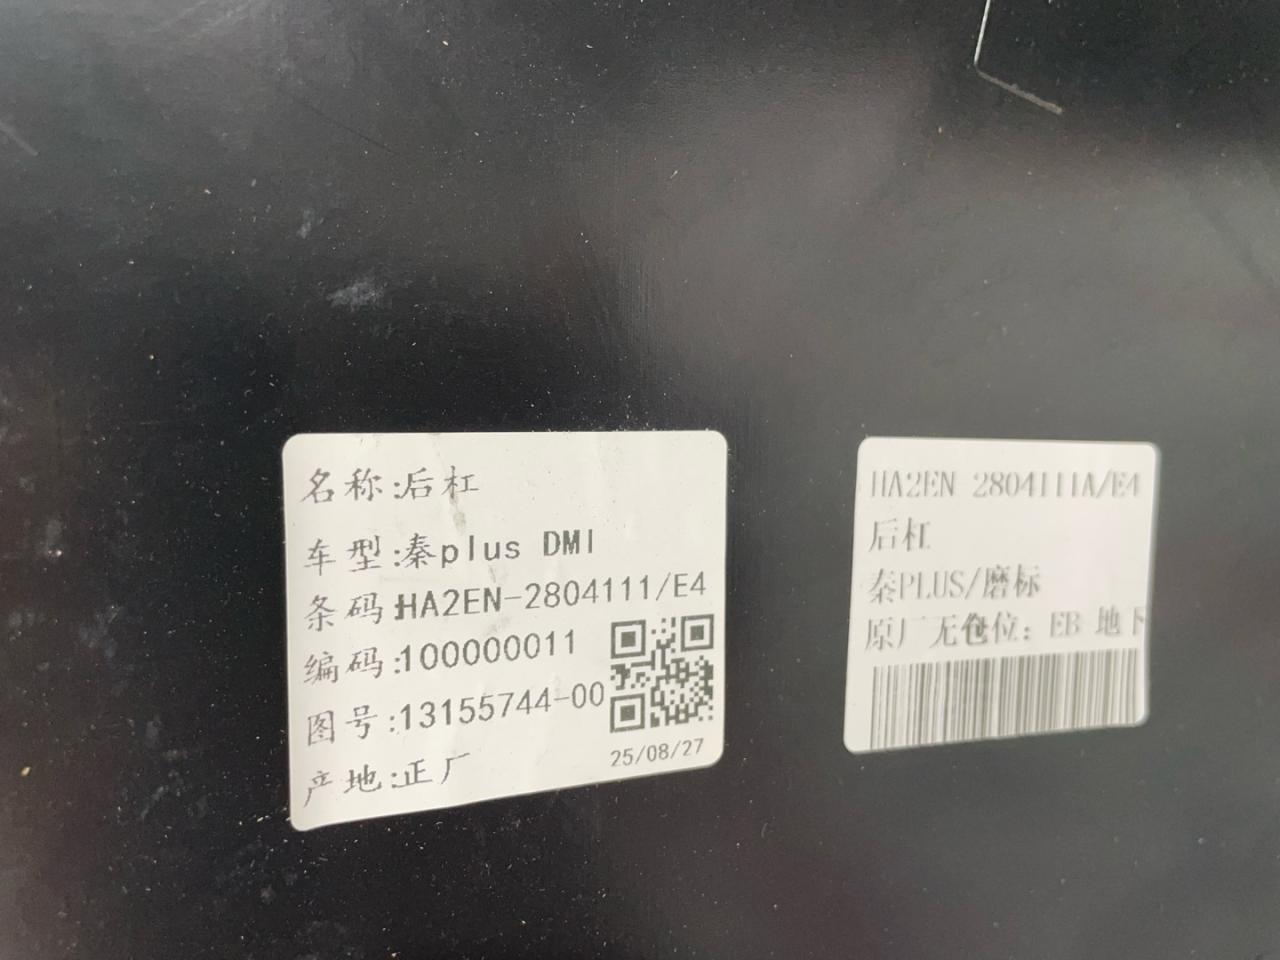 名称:后杠
车型:秦plus DMI
条码:HA2EN-2804111/E4
编码:100000011
图号:13155744-00
产地:正厂
25/08/27
HA2EN 2804111A/E4
后杠
秦PLUS/磨标
原厂无仓位: EB 地下